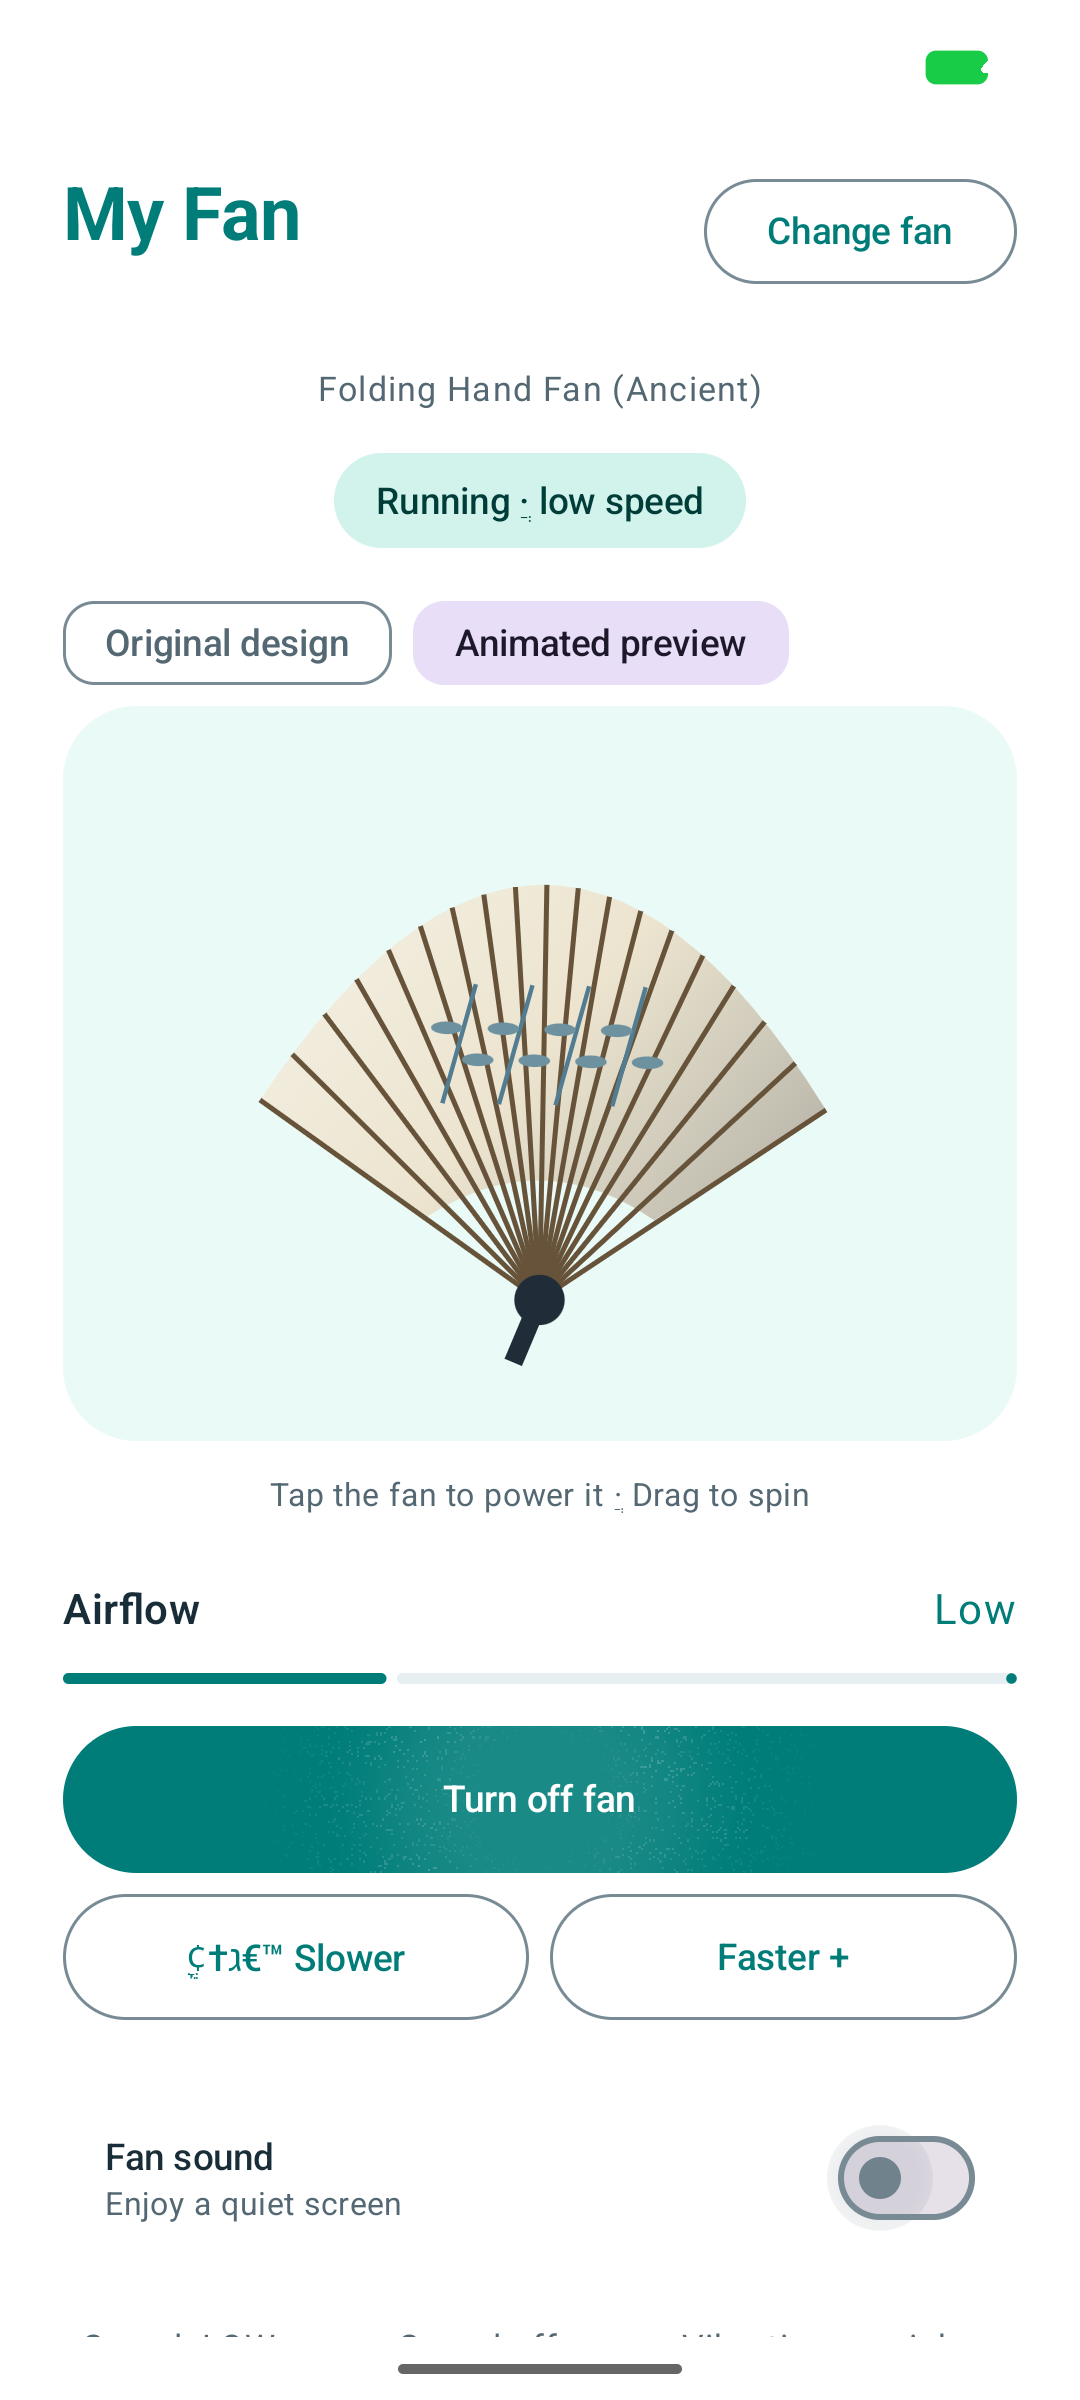 My Fan
Change fan
Folding Hand Fan (Ancient)
Running · low speed
Original design
Animated preview
Tap the fan to power it · Drag to spin
Airflow
Low
Turn off fan
Slower
Faster +
Fan sound
Enjoy a quiet screen